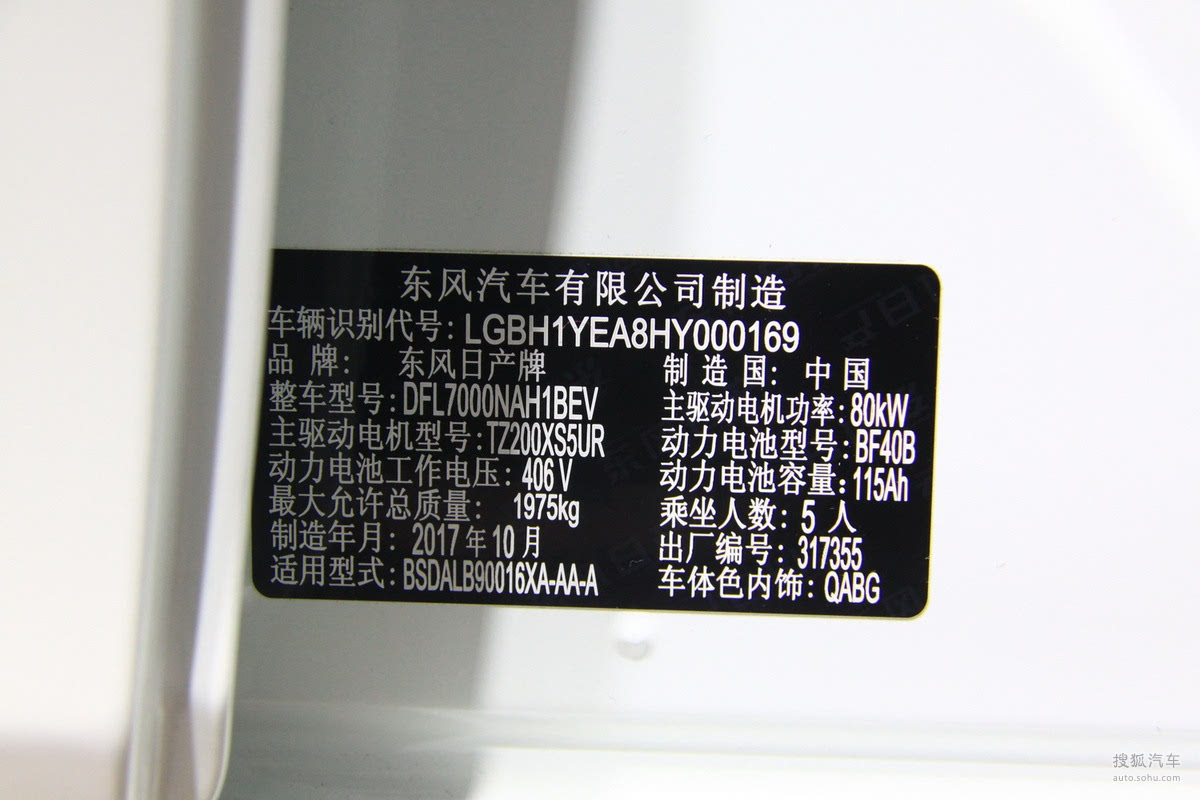 东风汽车有限公司制造
车辆识别代号:LGBH1YEA8HY000169
品 牌: 东风日产牌 制 造 国: 中 国
整车型号:DFL7000NAH1BEV 主驱动电机功率:80kW
主驱动电机型号:TZ200XS5UR 动力电池型号:BF40B
动力电池工作电压: 406 V 动力电池容量:115Ah
最大允许总质量: 1975kg 乘坐人数: 5 人
制造年月: 2017 年 10 月 出厂编号: 317355
适用型式:BSDALB90016XA-AA-A 车体色内饰: QABG
搜狐汽车
auto.sohu.com